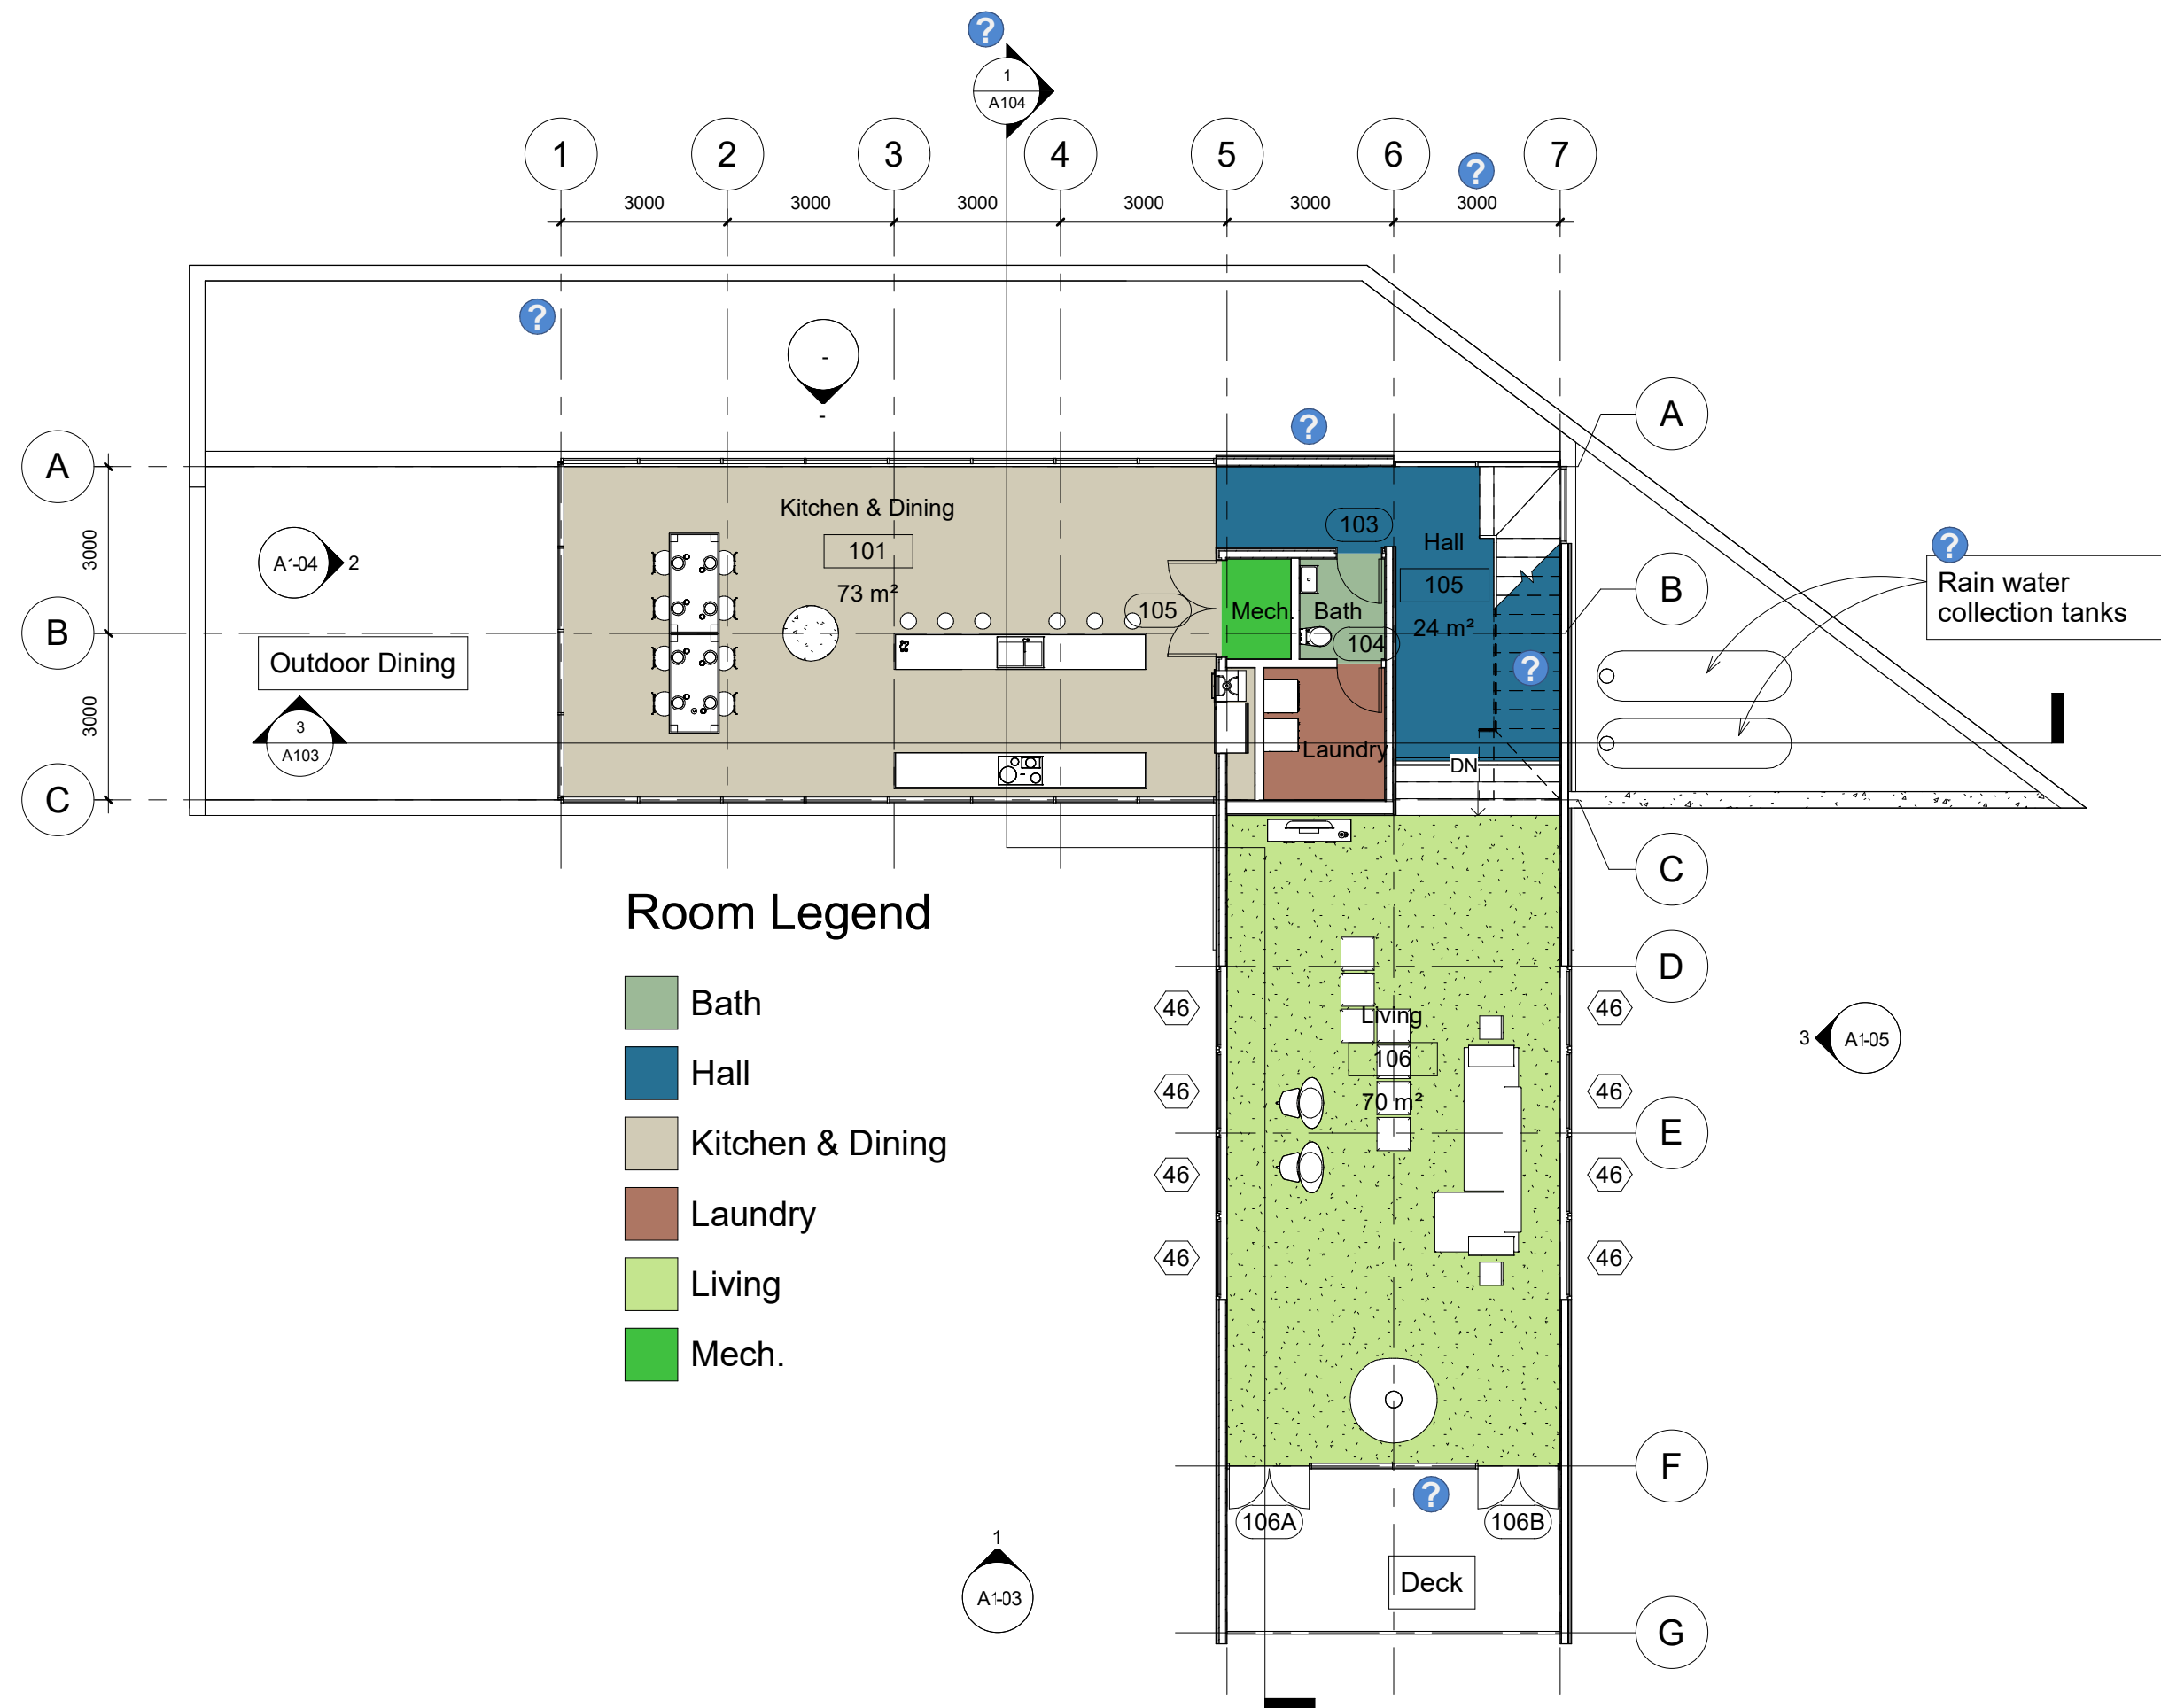 ?
1
A104
1
2
3
4
5
6
7
?
3000
3000
3000
3000
3000
3000
?
-
-
A
A
?
Kitchen & Dining
101
73 m²
103
Hall
105
24 m²
3000
A1-04
2
?
Rain water
collection tanks
B
B
105
Mech.
Bath
104
Outdoor Dining
?
3000
3
A103
Laundry
DN
C
C
Room Legend
Bath
Hall
Kitchen & Dining
Laundry
Living
Mech.
D
46
46
Living
106
70 m²
3
A1-05
46
46
E
46
46
46
46
F
?
106A
106B
1
A1-03
Deck
G